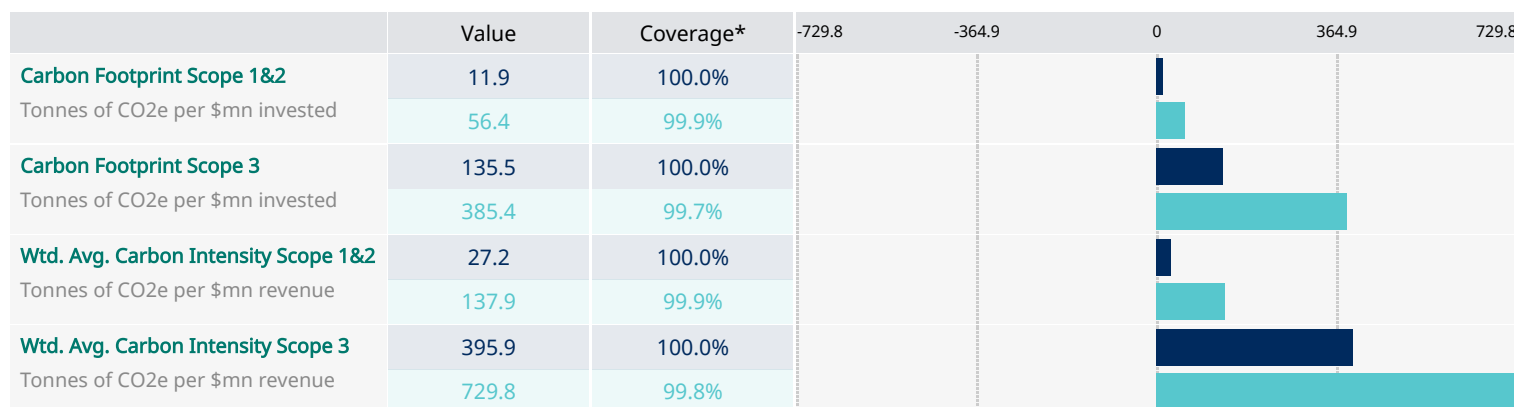 Value Coverage* -729.8 -364.9 0 364.9 729.8
Carbon Footprint Scope 1&2 11.9 100.0%
Tonnes of CO2e per $mn invested 56.4 99.9%
Carbon Footprint Scope 3 135.5 100.0%
Tonnes of CO2e per $mn invested 385.4 99.7%
Wtd. Avg. Carbon Intensity Scope 1&2 27.2 100.0%
Tonnes of CO2e per $mn revenue 137.9 99.9%
Wtd. Avg. Carbon Intensity Scope 3 395.9 100.0%
Tonnes of CO2e per $mn revenue 729.8 99.8%